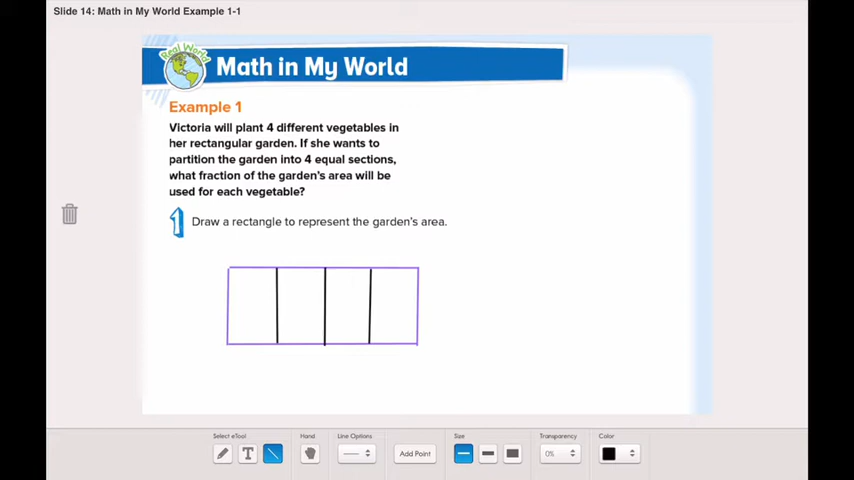 Slide 14: Math in My World Example 1-1
Real World
Math in My World
Example 1
Victoria will plant 4 different vegetables in
her rectangular garden. If she wants to
partition the garden into 4 equal sections,
what fraction of the garden's area will be
used for each vegetable?
1 Draw a rectangle to represent the garden's area.
Select eTool
Hand
Line Options
Size
Transparency
Color
T
Add Point
0%